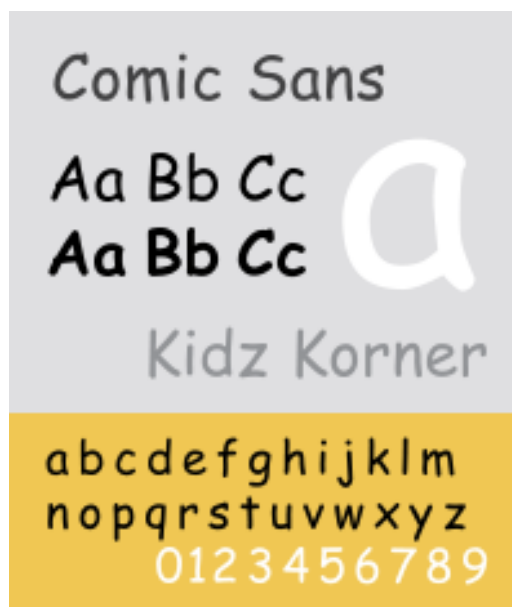 Comic Sans
Aa Bb Cc
a
Aa Bb Cc
Kidz Korner
abcdefghijklm
nopqrstuvwxyz
0123456789